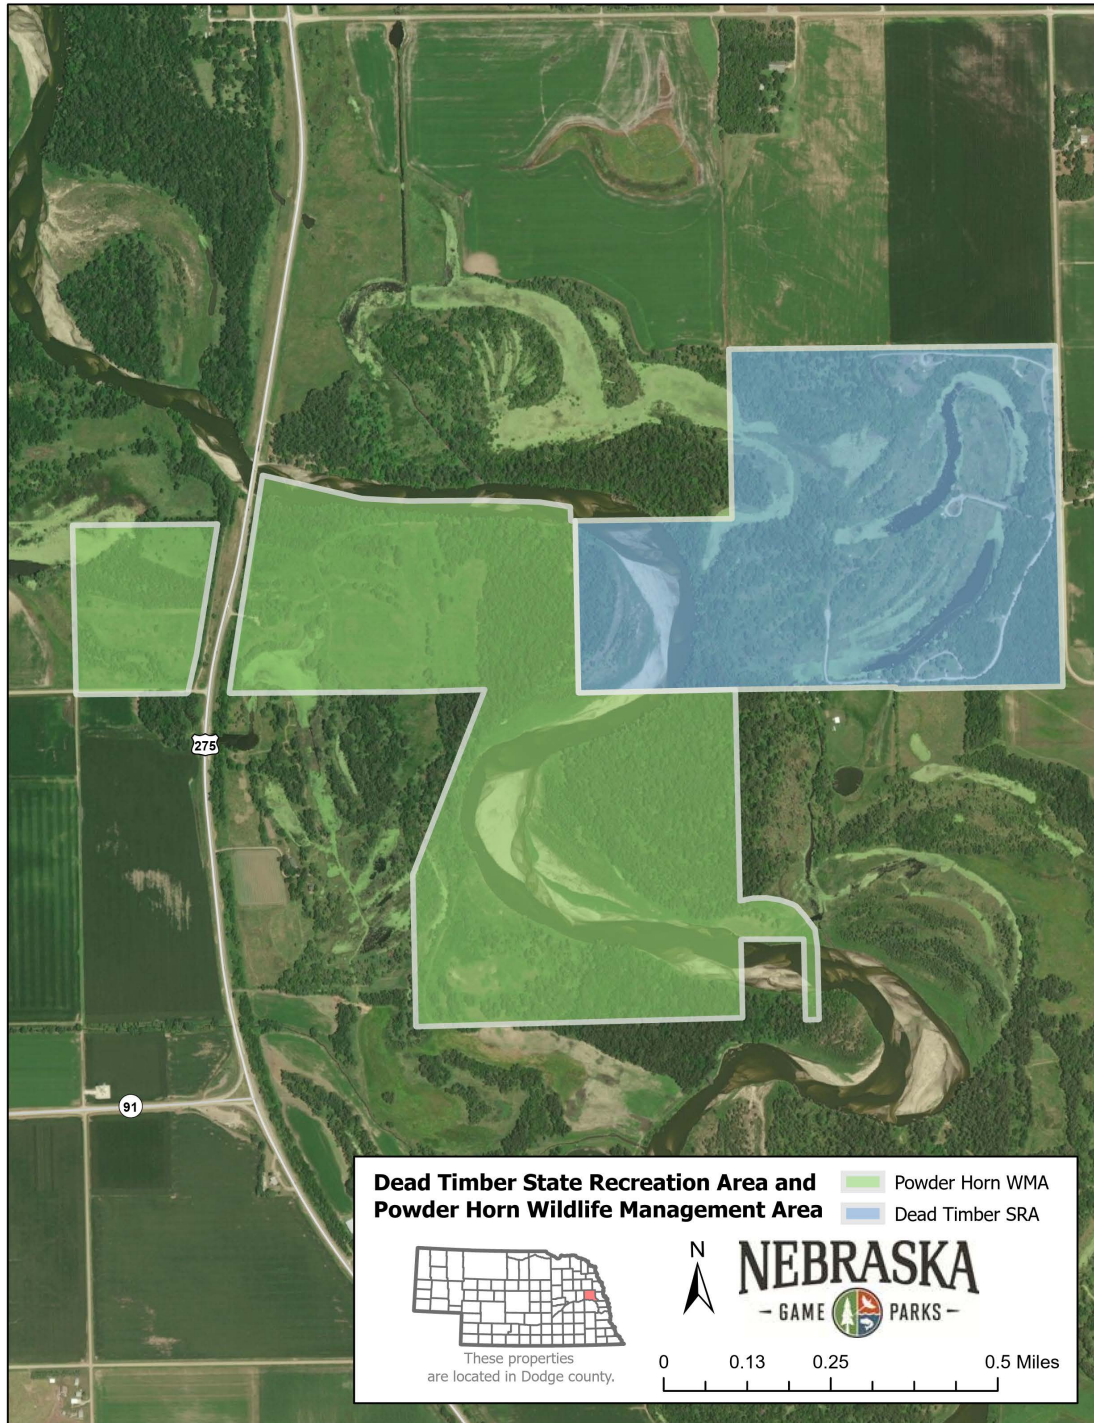 275
91
Dead Timber State Recreation Area and
Powder Horn Wildlife Management Area
Powder Horn WMA
Dead Timber SRA
These properties
are located in Dodge county.
N
NEBRASKA
- GAME PARKS -
0 0.13 0.25 0.5 Miles